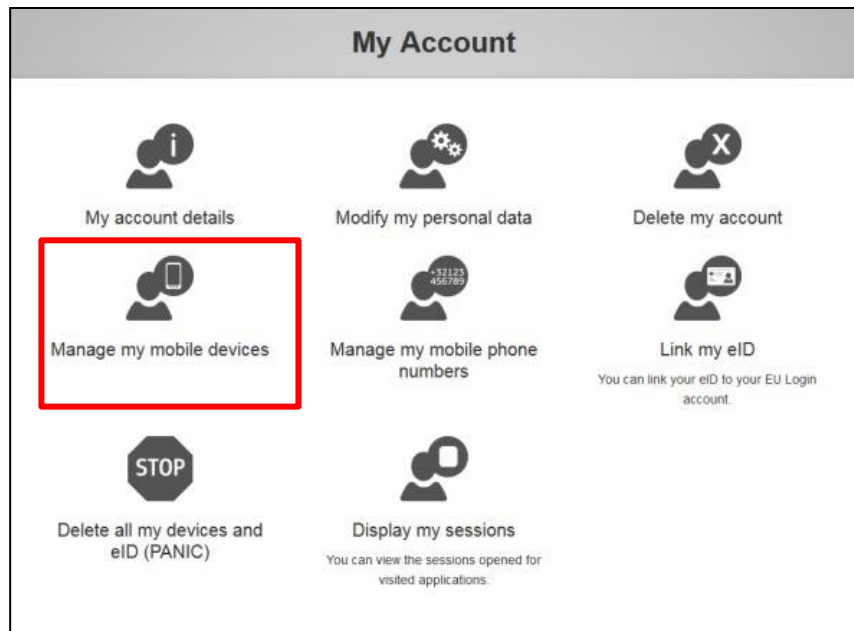 My Account
i
X
My account details
Modify my personal data
Delete my account
+32123
456789
Manage my mobile devices
Manage my mobile phone
numbers
Link my eID
You can link your eID to your EU Login
account.
STOP
Delete all my devices and
eID (PANIC)
Display my sessions
You can view the sessions opened for
visited applications.